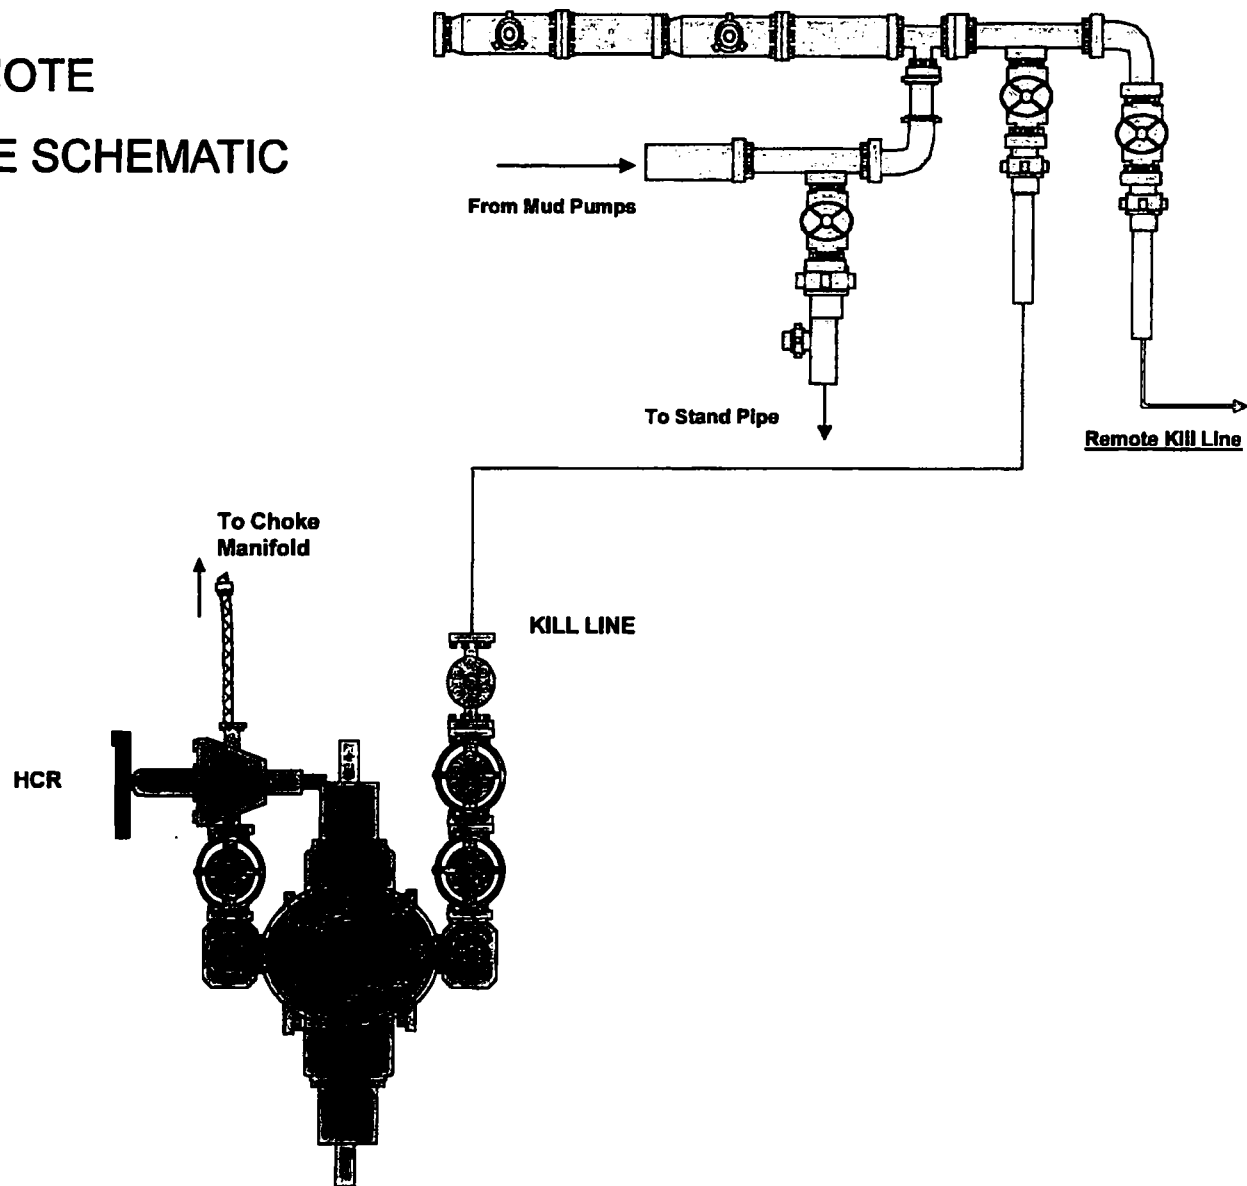 OTE
E SCHEMATIC
From Mud Pumps
To Stand Pipe
Remote Kill Line
To Choke
Manifold
KILL LINE
HCR